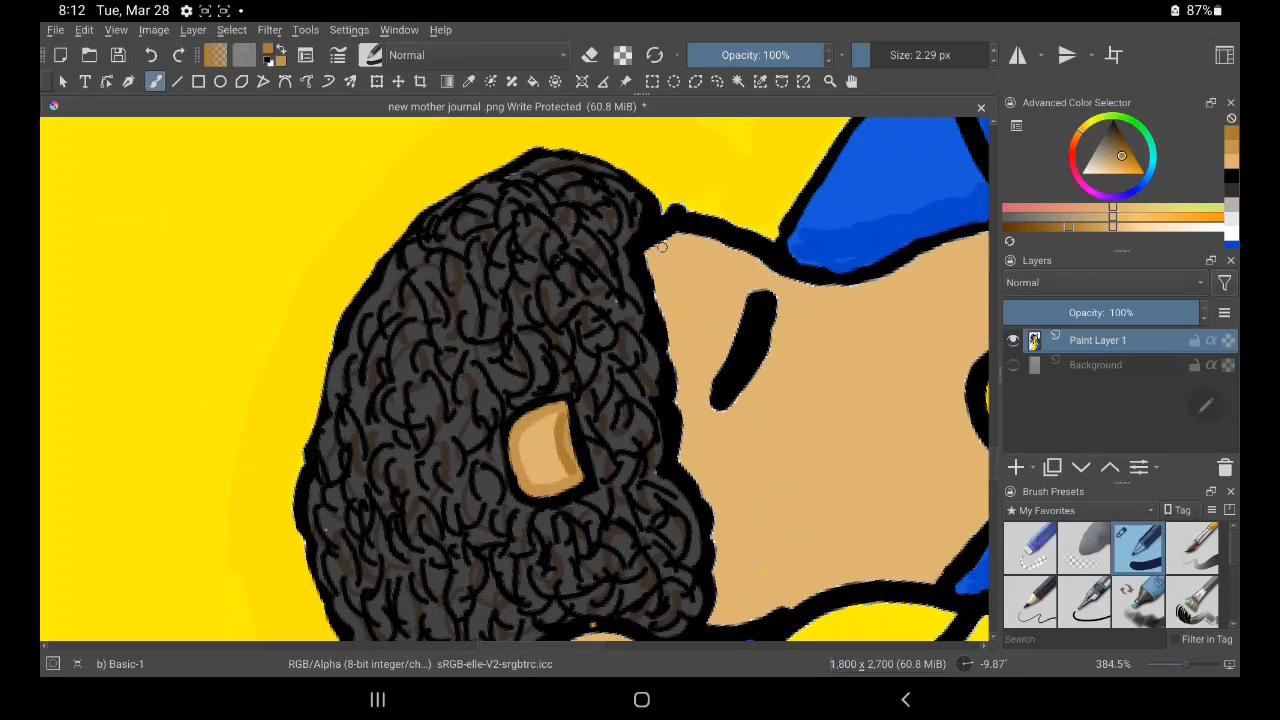 8:12 Tue, Mar 28
87%
File Edit View Image Layer Select Filter Tools Settings Window Help
Normal
Opacity: 100%
Size: 2.29 px
new mother journal .png Write Protected (60.8 MiB) *
Advanced Color Selector
Layers
Normal
Opacity: 100%
Paint Layer 1
Background
Brush Presets
My Favorites
Tag
Search
Filter in Tag
b) Basic-1
RGB/Alpha (8-bit integer/ch...) sRGB-elle-V2-srgbtrc.icc
1,800 x 2,700 (60.8 MiB)
-9.87°
384.5%